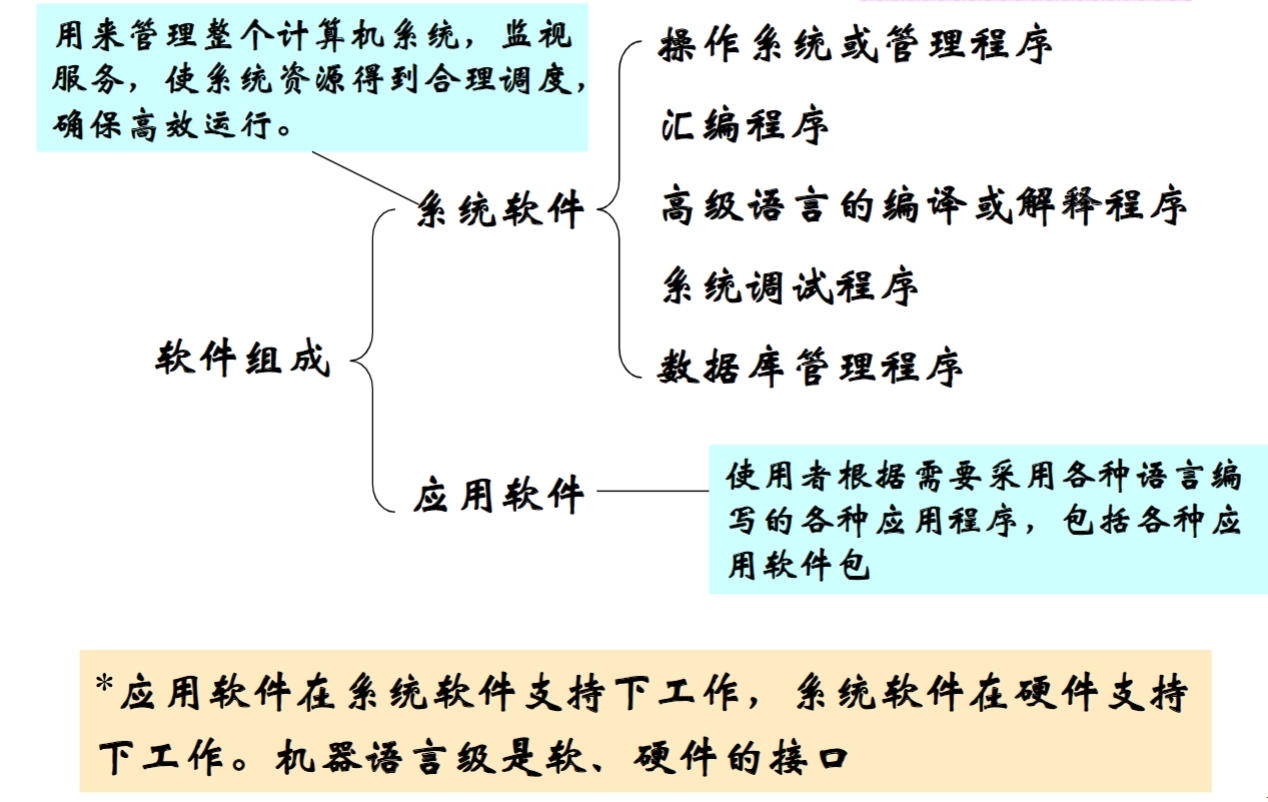 用来管理整个计算机系统，监视
服务，使系统资源得到合理调度，
确保高效运行。
操作系统或管理程序
汇编程序
系统软件
高级语言的编译或解释程序
系统调试程序
软件组成
数据库管理程序
应用软件
使用者根据需要采用各种语言编
写的各种应用程序，包括各种应
用软件包
*应用软件在系统软件支持下工作，系统软件在硬件支持
下工作。机器语言级是软、硬件的接口